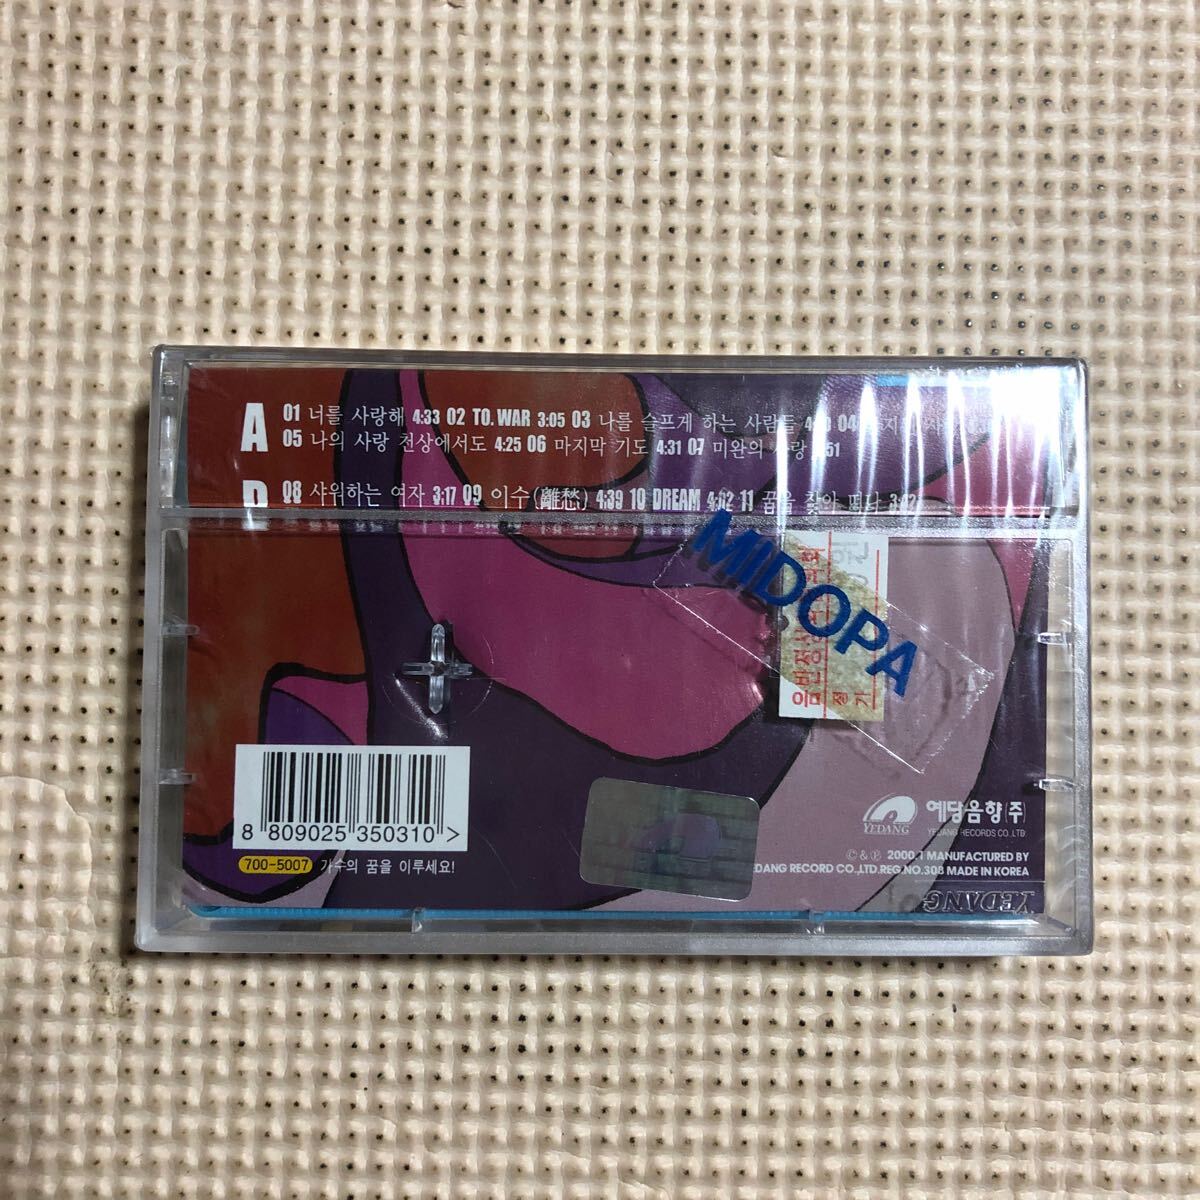 A
01 너를 사랑해 4:33 02 TO. WAR 3:05 03 나를 슬프게 하는 사람들 04
05 나의 사랑 천상에서도 4:25 06 마지막 기도 4:31 07 미완의 사랑
08 샤워하는 여자 3:17 09 이수(離愁) 4:39 10 DREAM 4:02 11 꿈을 찾아 떠나
MIDOPA
8 809025 350310 >
700-5007 가수의 꿈을 이루세요!
예당음향(주)
YEDANG
YEDANG RECORDS CO.,LTD.
©&℗ 2000.1 MANUFACTURED BY
EDANG RECORD CO.,LTD.REG.NO.308 MADE IN KOREA
YEDANG